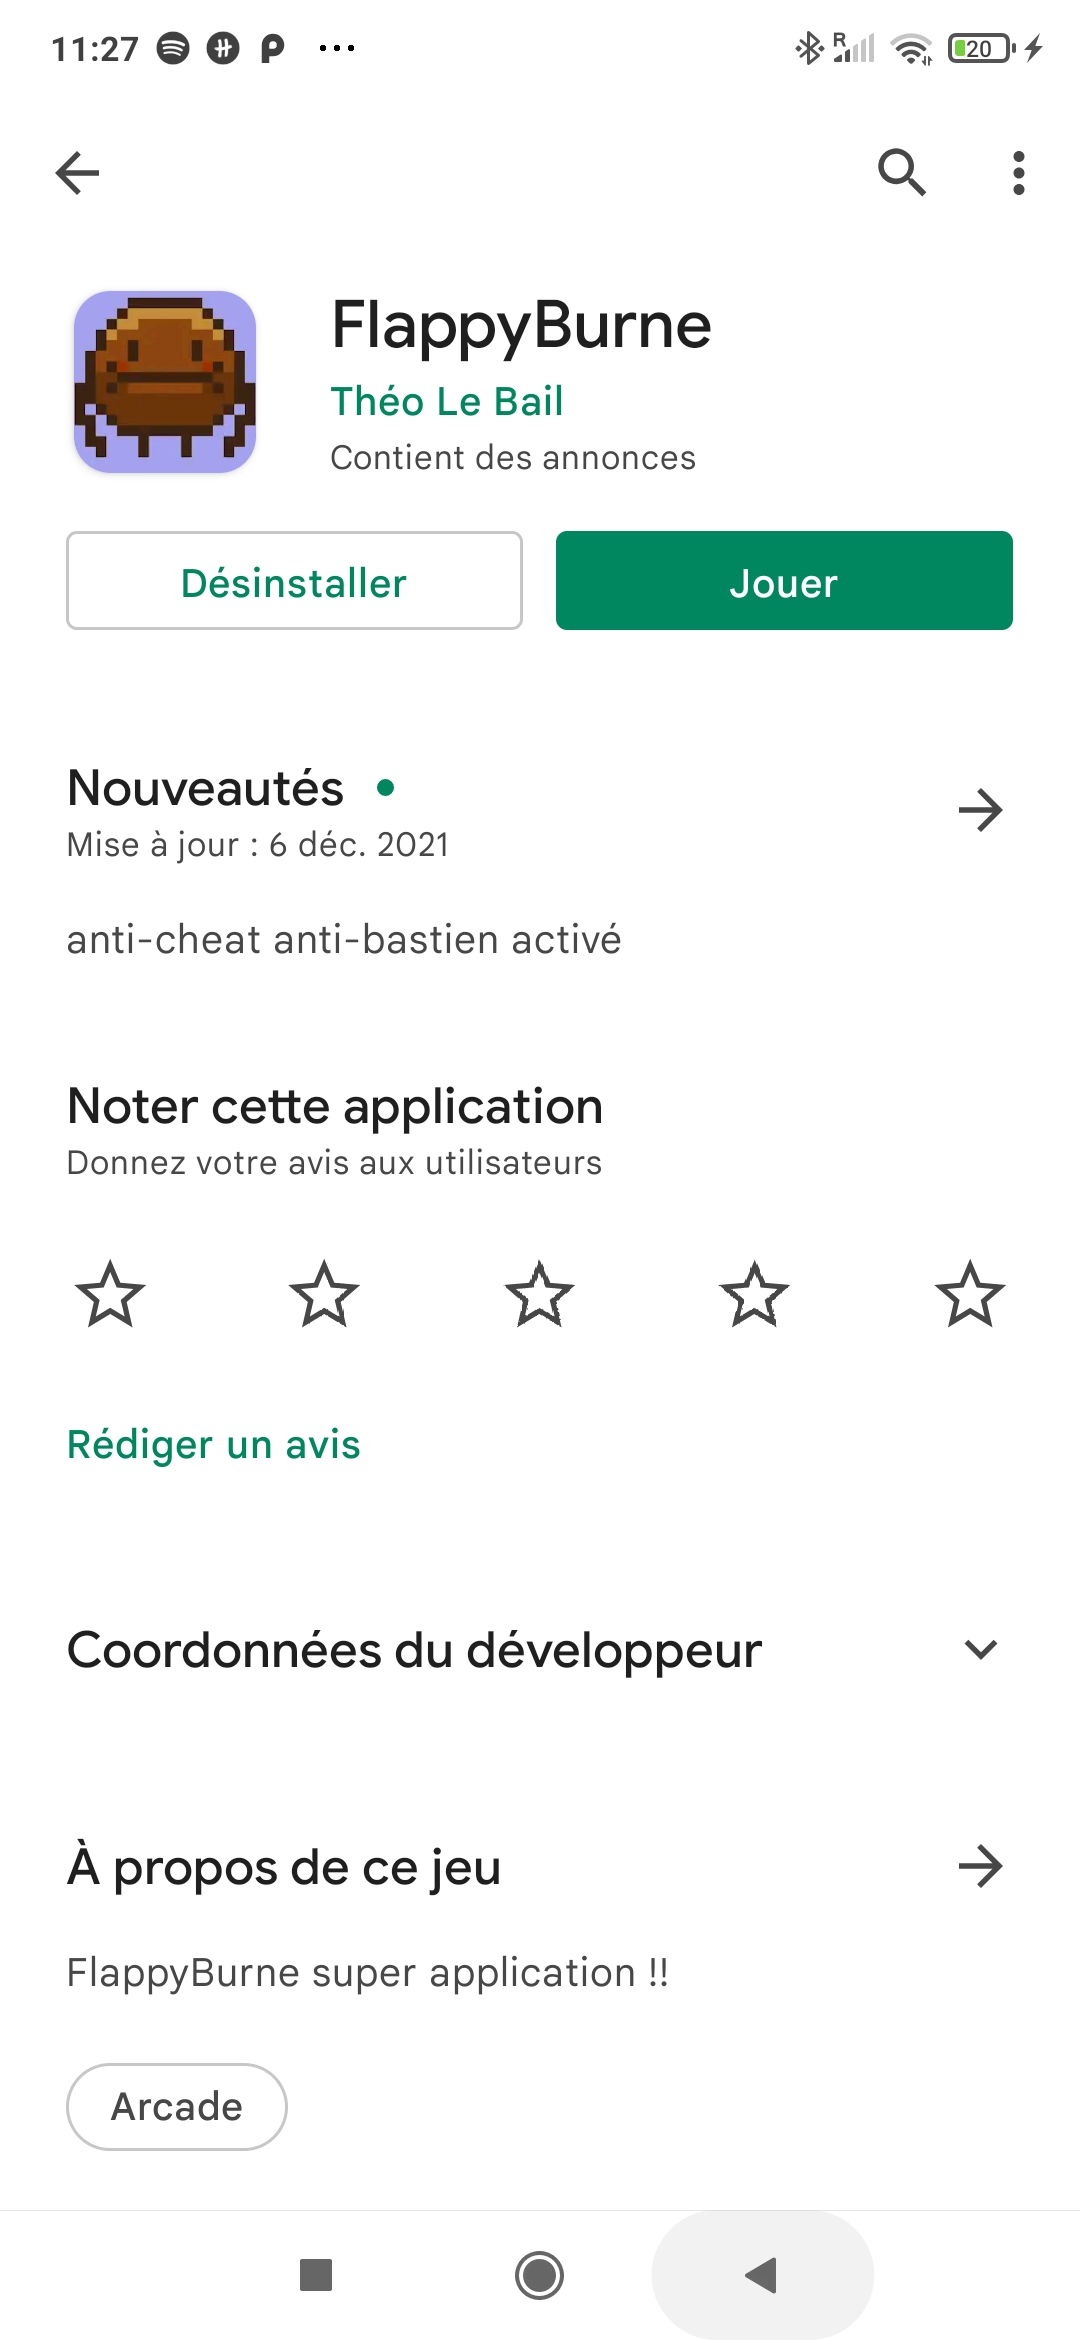 11:27
R
20
FlappyBurne
Théo Le Bail
Contient des annonces
Désinstaller
Jouer
Nouveautés
Mise à jour : 6 déc. 2021
anti-cheat anti-bastien activé
Noter cette application
Donnez votre avis aux utilisateurs
Rédiger un avis
Coordonnées du développeur
À propos de ce jeu
FlappyBurne super application !!
Arcade